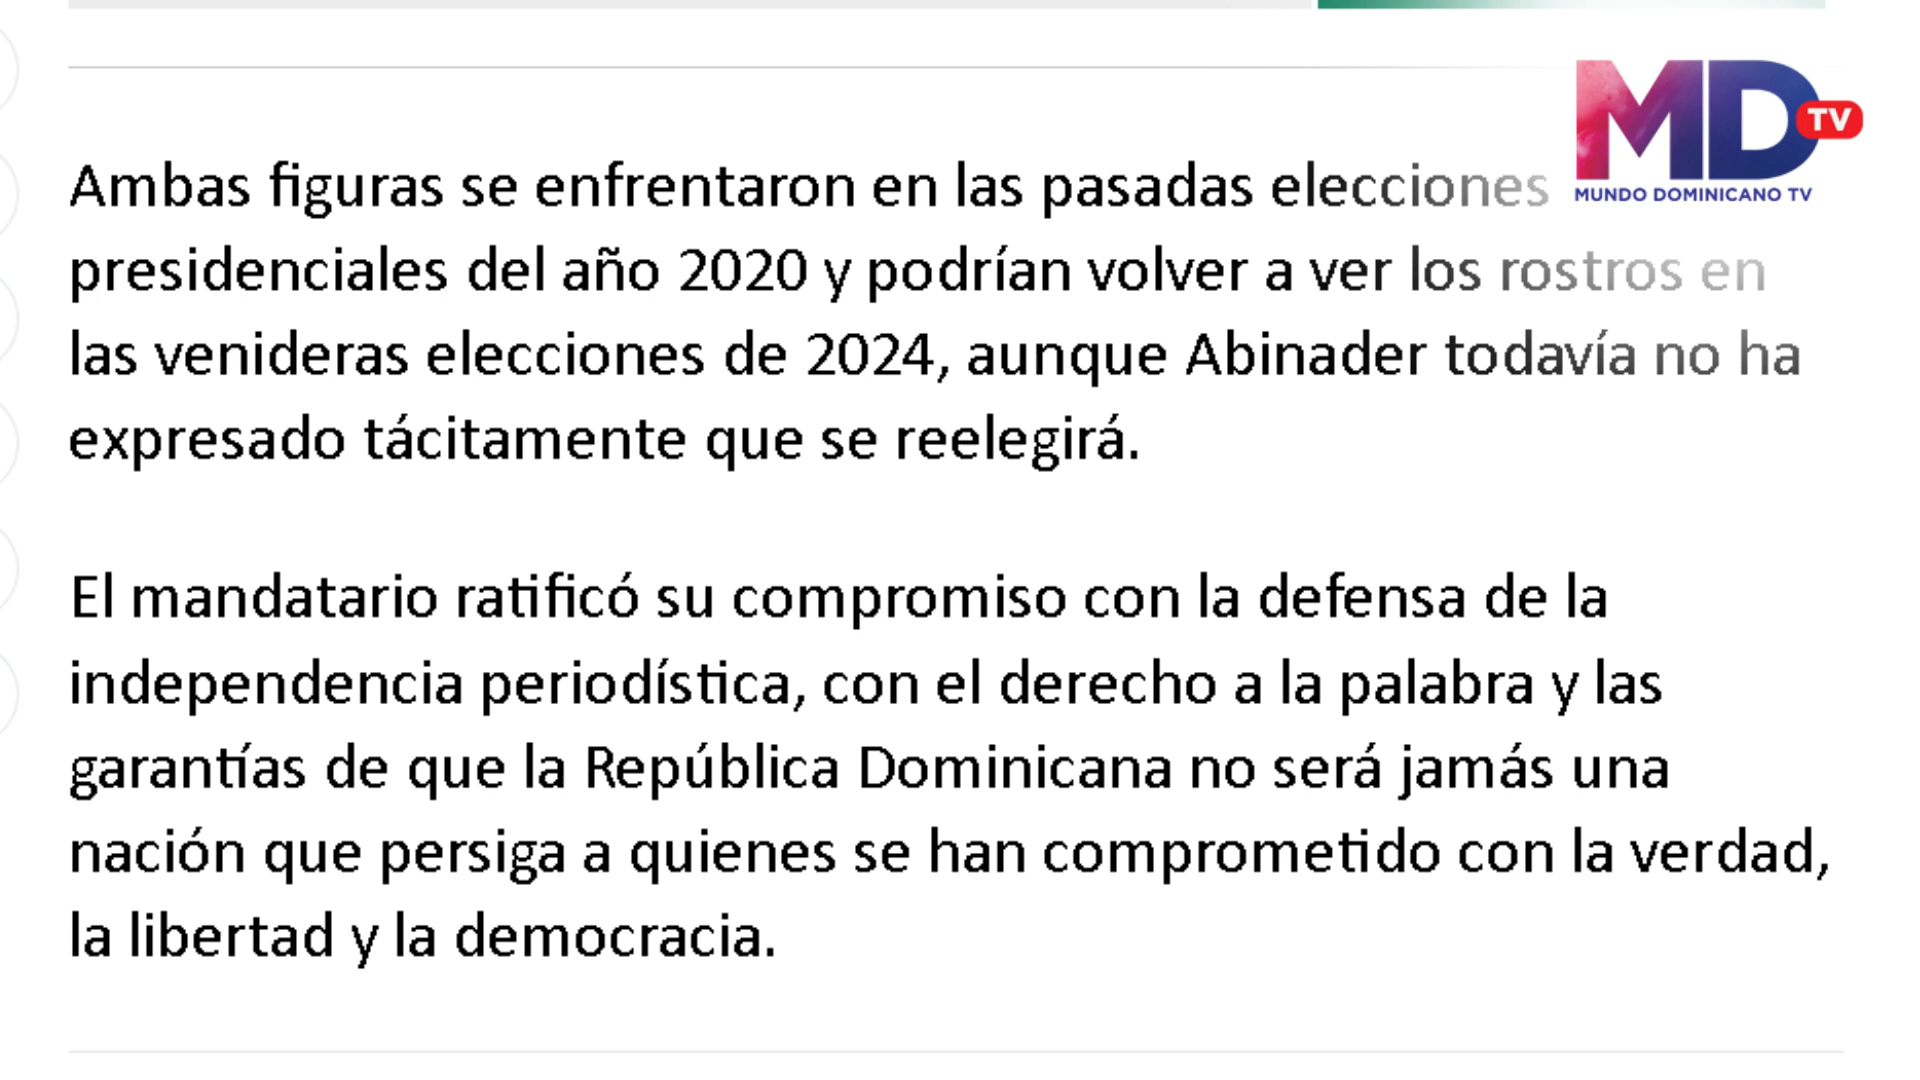 MD TV
MUNDO DOMINICANO TV
Ambas figuras se enfrentaron en las pasadas elecciones
presidenciales del año 2020 y podrían volver a ver los rostros en
las venideras elecciones de 2024, aunque Abinader todavía no ha
expresado tácitamente que se reelegirá.
El mandatario ratificó su compromiso con la defensa de la
independencia periodística, con el derecho a la palabra y las
garantías de que la República Dominicana no será jamás una
nación que persiga a quienes se han comprometido con la verdad,
la libertad y la democracia.